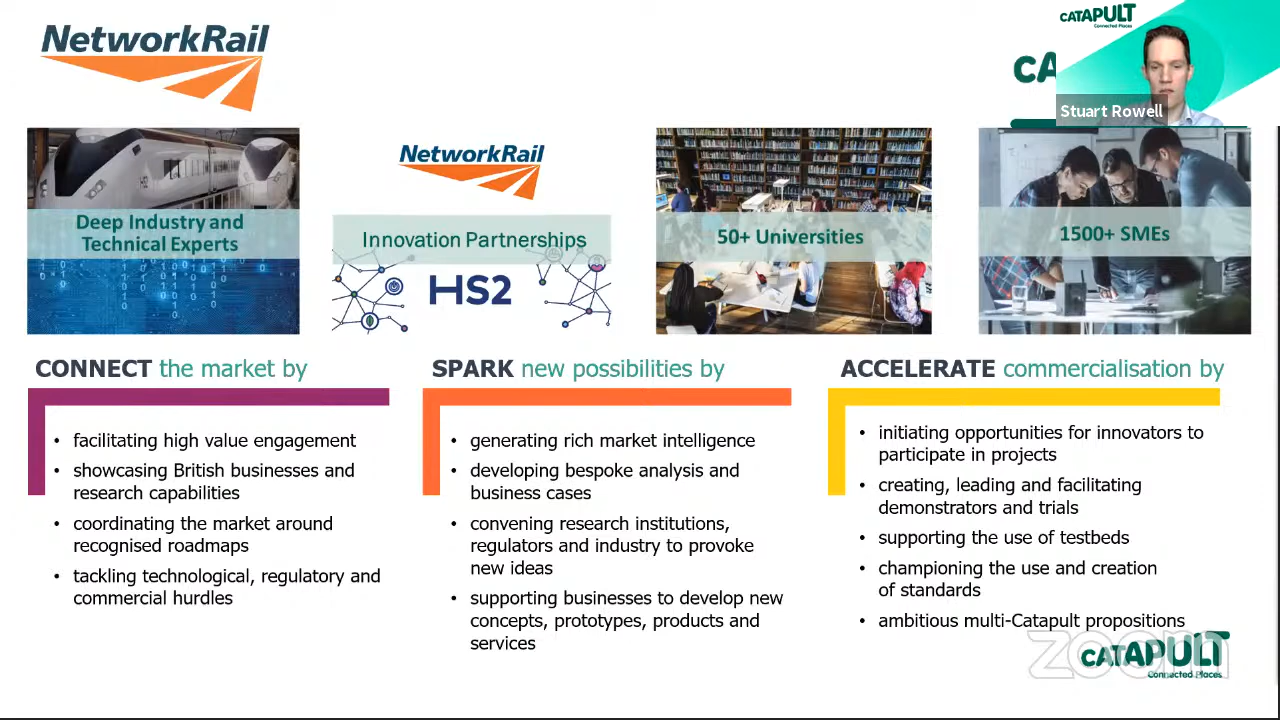 NetworkRail
CATAPULT
Connected Places
CA
Stuart Rowell
Deep Industry and
Technical Experts
NetworkRail
Innovation Partnerships
HS2
50+ Universities
1500+ SMEs
CONNECT the market by
• facilitating high value engagement
• showcasing British businesses and
research capabilities
• coordinating the market around
recognised roadmaps
• tackling technological, regulatory and
commercial hurdles
SPARK new possibilities by
• generating rich market intelligence
• developing bespoke analysis and
business cases
• convening research institutions,
regulators and industry to provoke
new ideas
• supporting businesses to develop new
concepts, prototypes, products and
services
ACCELERATE commercialisation by
• initiating opportunities for innovators to
participate in projects
• creating, leading and facilitating
demonstrators and trials
• supporting the use of testbeds
• championing the use and creation
of standards
• ambitious multi-Catapult propositions
zoom
CATAPULT
Connected Places